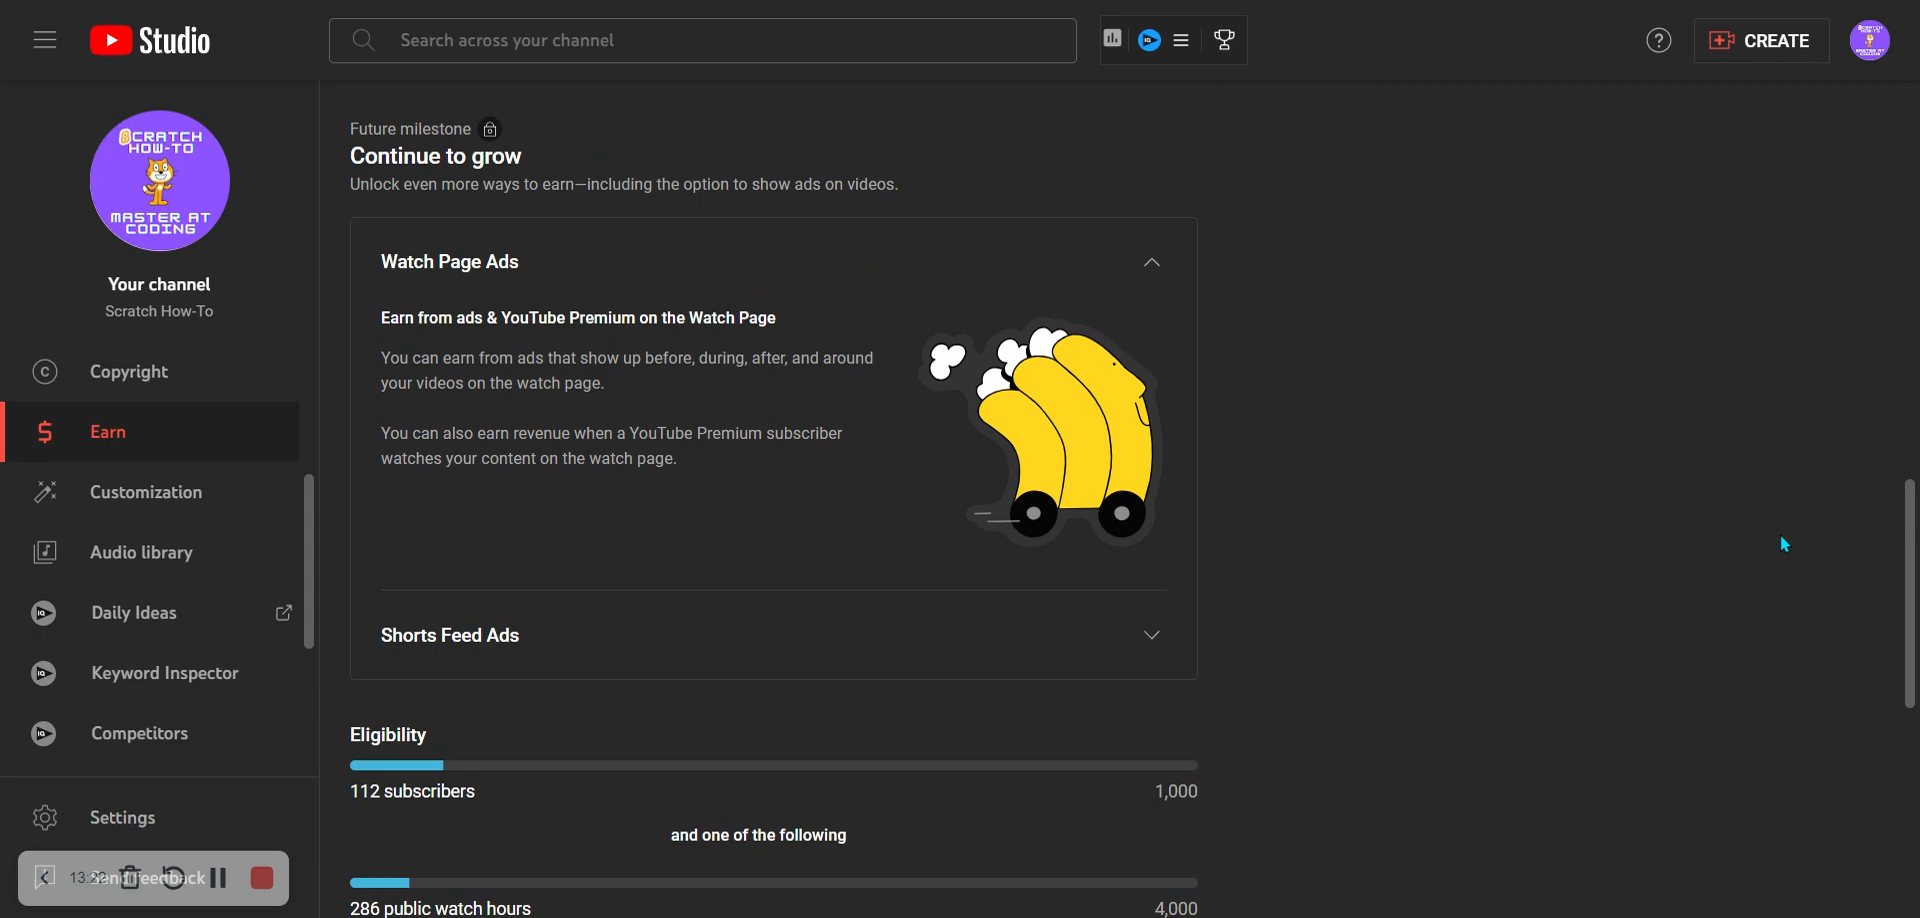 Studio
Search across your channel
CREATE
SCRATCH
HOW-TO
MASTER AT
CODING
Your channel
Scratch How-To
Copyright
Earn
Customization
Audio library
Daily Ideas
Keyword Inspector
Competitors
Settings
Send feedback
Future milestone
Continue to grow
Unlock even more ways to earn—including the option to show ads on videos.
Watch Page Ads
Earn from ads & YouTube Premium on the Watch Page
You can earn from ads that show up before, during, after, and around
your videos on the watch page.
You can also earn revenue when a YouTube Premium subscriber
watches your content on the watch page.
Shorts Feed Ads
Eligibility
112 subscribers 1,000
and one of the following
286 public watch hours 4,000